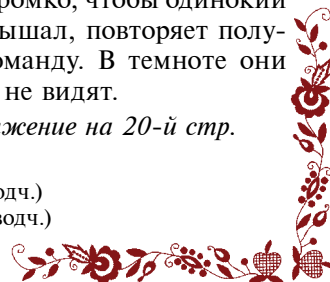 ромко, чтобы одинокий
ышал, повторяет полу-
оманду. В темноте они
не видят.
жение на 20-й стр.
одч.)
водч.)